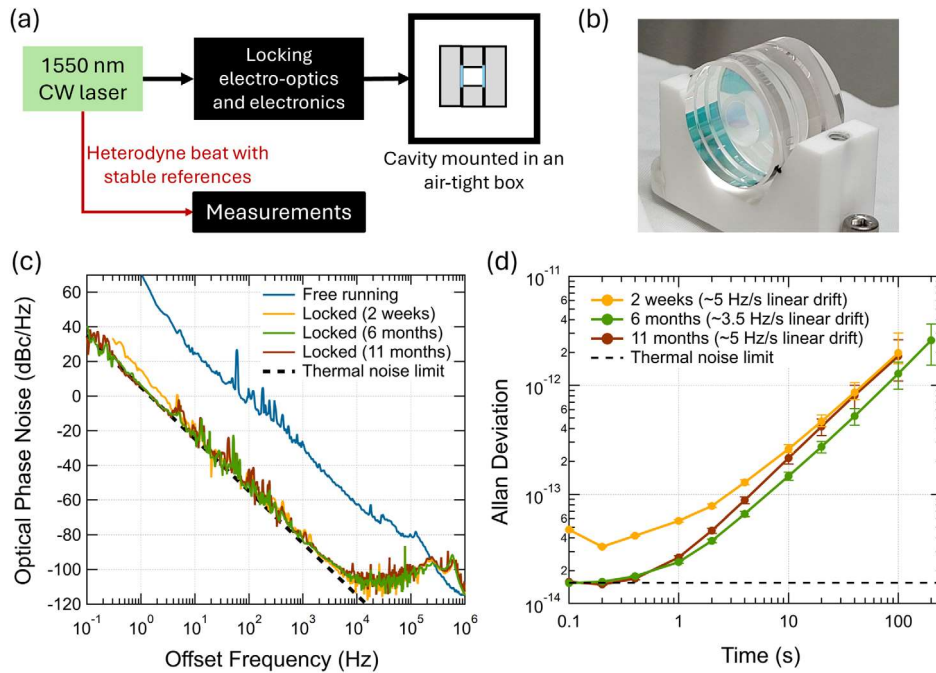 (a)
1550 nm
CW laser
Locking
electro-optics
and electronics
Cavity mounted in an
air-tight box
Heterodyne beat with
stable references
Measurements
(b)
(c)
Optical Phase Noise (dBc/Hz)
60
40
20
0
-20
-40
-60
-80
-100
-120
Free running
Locked (2 weeks)
Locked (6 months)
Locked (11 months)
Thermal noise limit
10-1 100 101 102 103 104 105 106
Offset Frequency (Hz)
(d)
Allan Deviation
10-11
6
4
2
10-12
6
4
2
10-13
6
4
2
10-14
2 weeks (~5 Hz/s linear drift)
6 months (~3.5 Hz/s linear drift)
11 months (~5 Hz/s linear drift)
Thermal noise limit
0.1 1 10 100
Time (s)